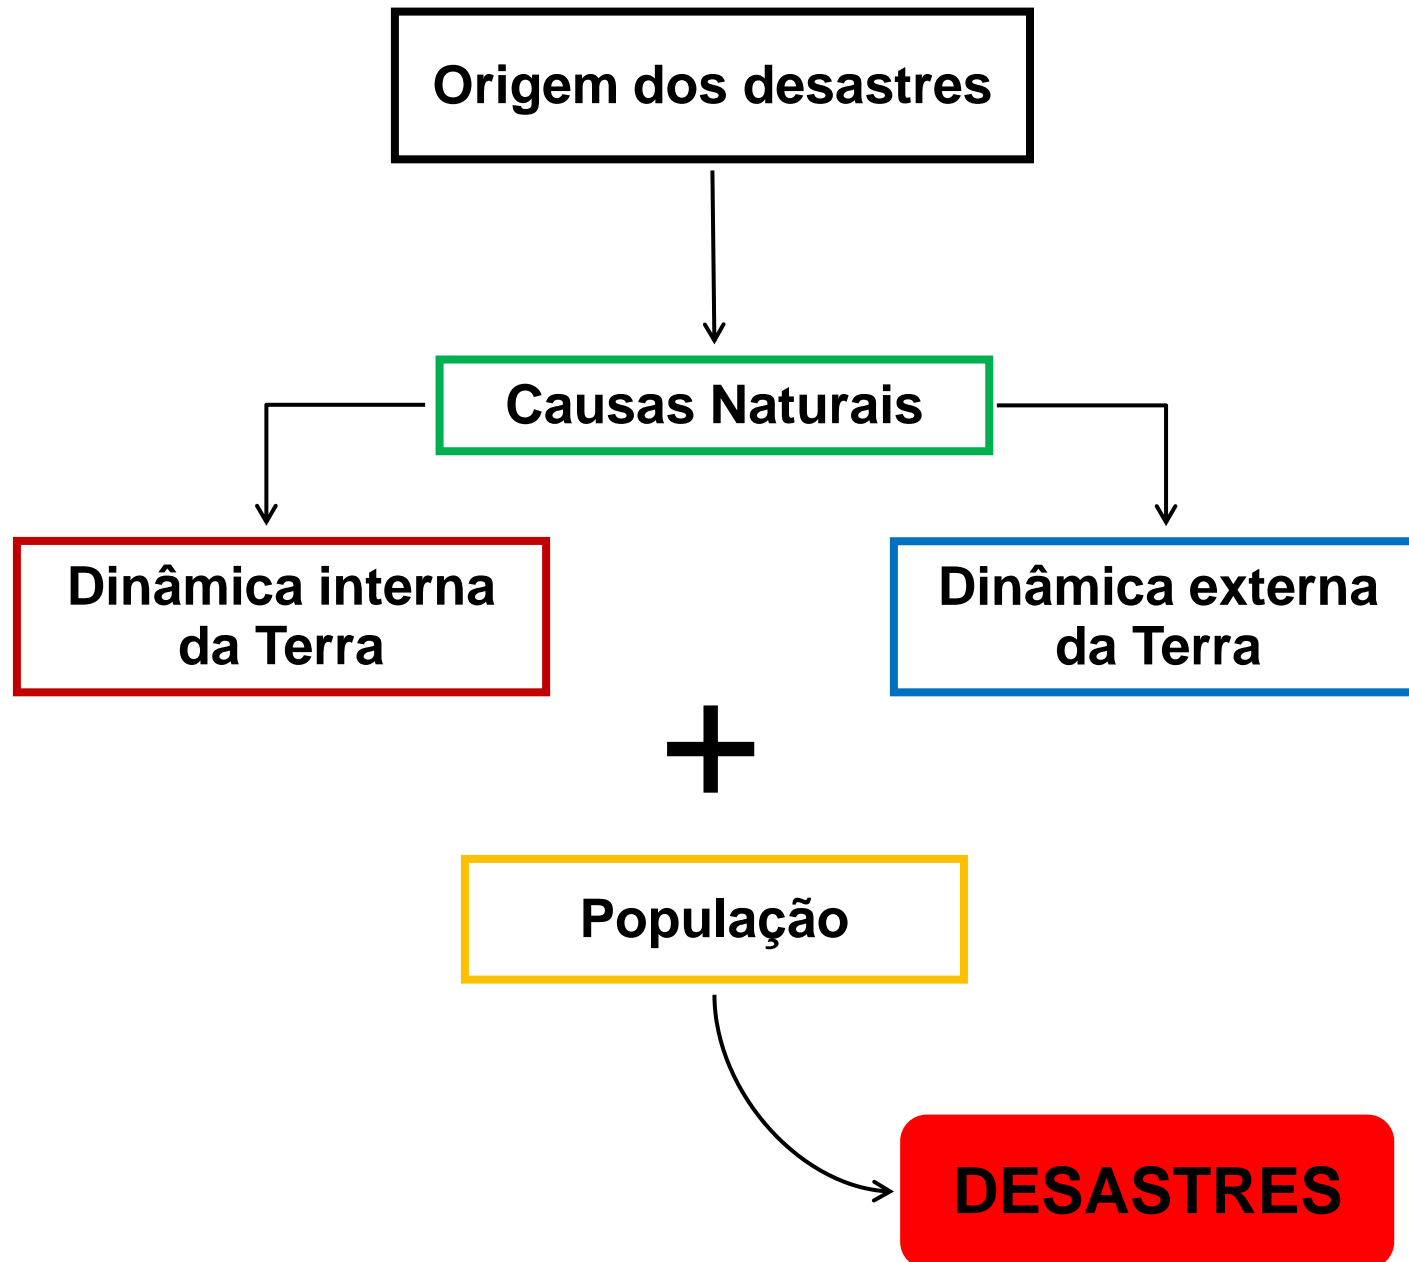 Origem dos desastres
Causas Naturais
Dinâmica interna
da Terra
Dinâmica externa
da Terra
+
População
DESASTRES